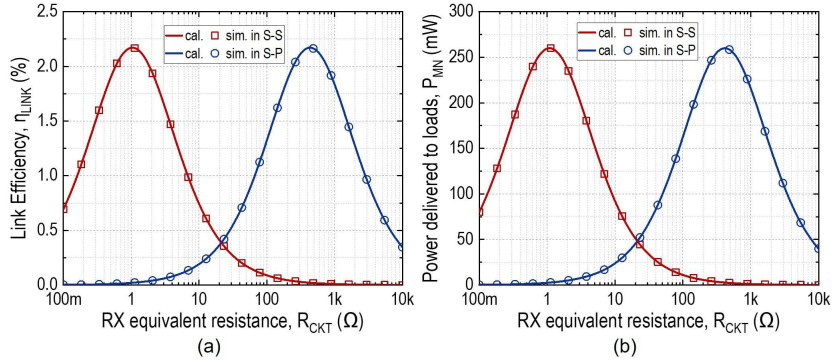 cal. sim. in S-S
cal. sim. in S-P
2.5
2.0
1.5
1.0
0.5
0.0
Link Efficiency, ηLINK (%)
100m 1 10 100 1k 10k
RX equivalent resistance, RCKT (Ω)
(a)
cal. sim. in S-S
cal. sim. in S-P
300
250
200
150
100
50
0
Power delivered to loads, PMN (mW)
100m 1 10 100 1k 10k
RX equivalent resistance, RCKT (Ω)
(b)